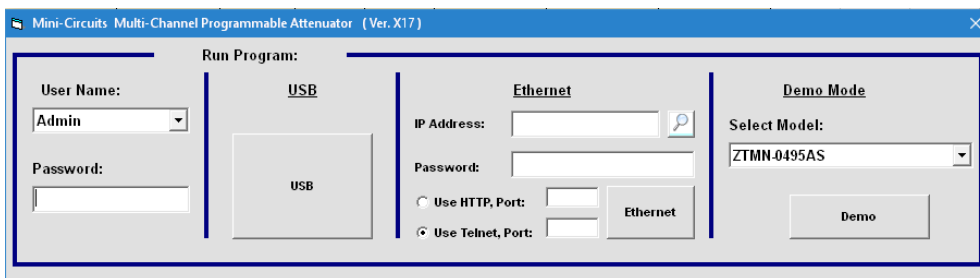 Mini-Circuits Multi-Channel Programmable Attenuator ( Ver. X17 )
Run Program:
User Name:
Admin
Password:
USB
USB
Ethernet
IP Address:
Password:
Use HTTP, Port:
Use Telnet, Port:
Ethernet
Demo Mode
Select Model:
ZTMN-0495AS
Demo